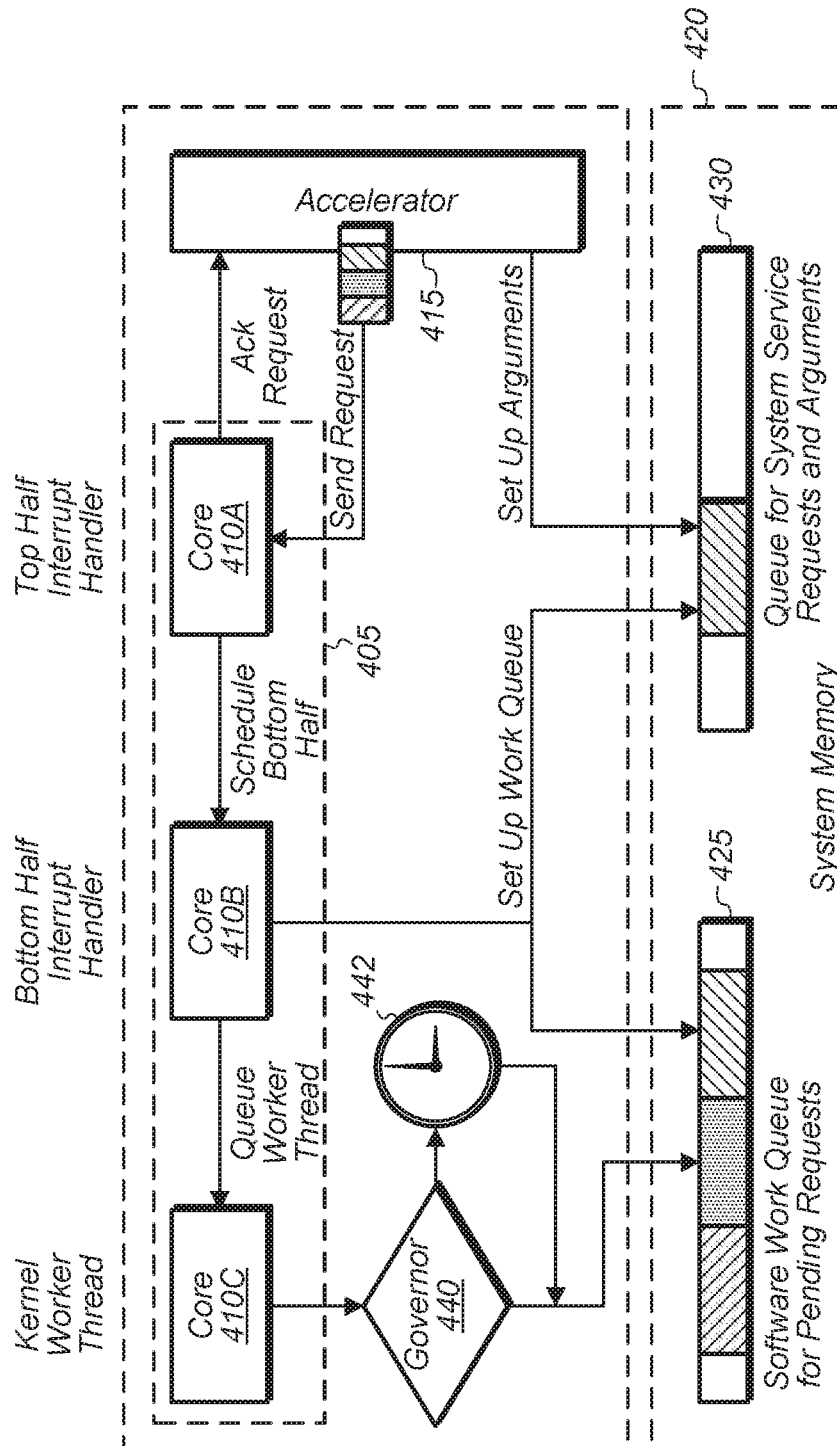 Kernel
Worker
Thread
Bottom Half
Interrupt
Handler
Top Half
Interrupt
Handler
Core
410C
Queue
Worker
Thread
Core
410B
Schedule
Bottom
Half
Core
410A
Ack
Request
Send Request
Accelerator
415
405
Governor
440
442
Set Up Work Queue
Set Up Arguments
420
425
430
Software Work Queue
for Pending Requests
Queue for System Service
Requests and Arguments
System Memory